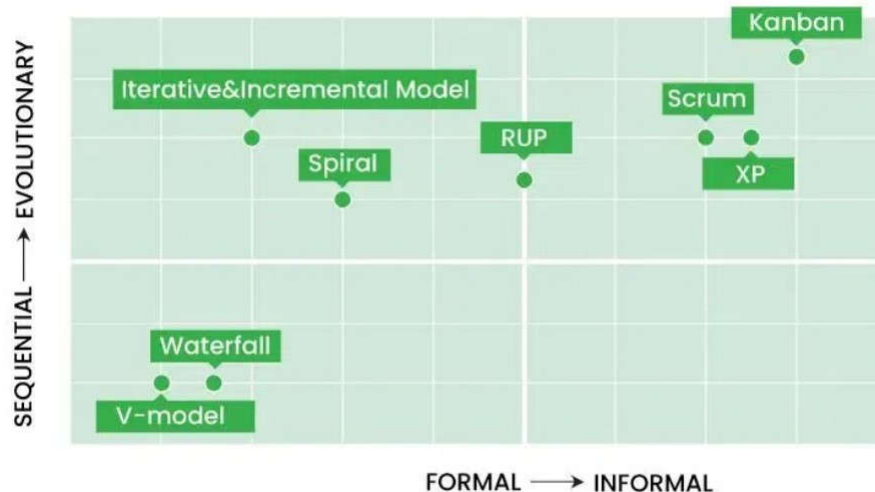 Kanban
Iterative&Incremental Model
Scrum
RUP
Spiral
XP
SEQUENTIAL → EVOLUTIONARY
Waterfall
V-model
FORMAL → INFORMAL